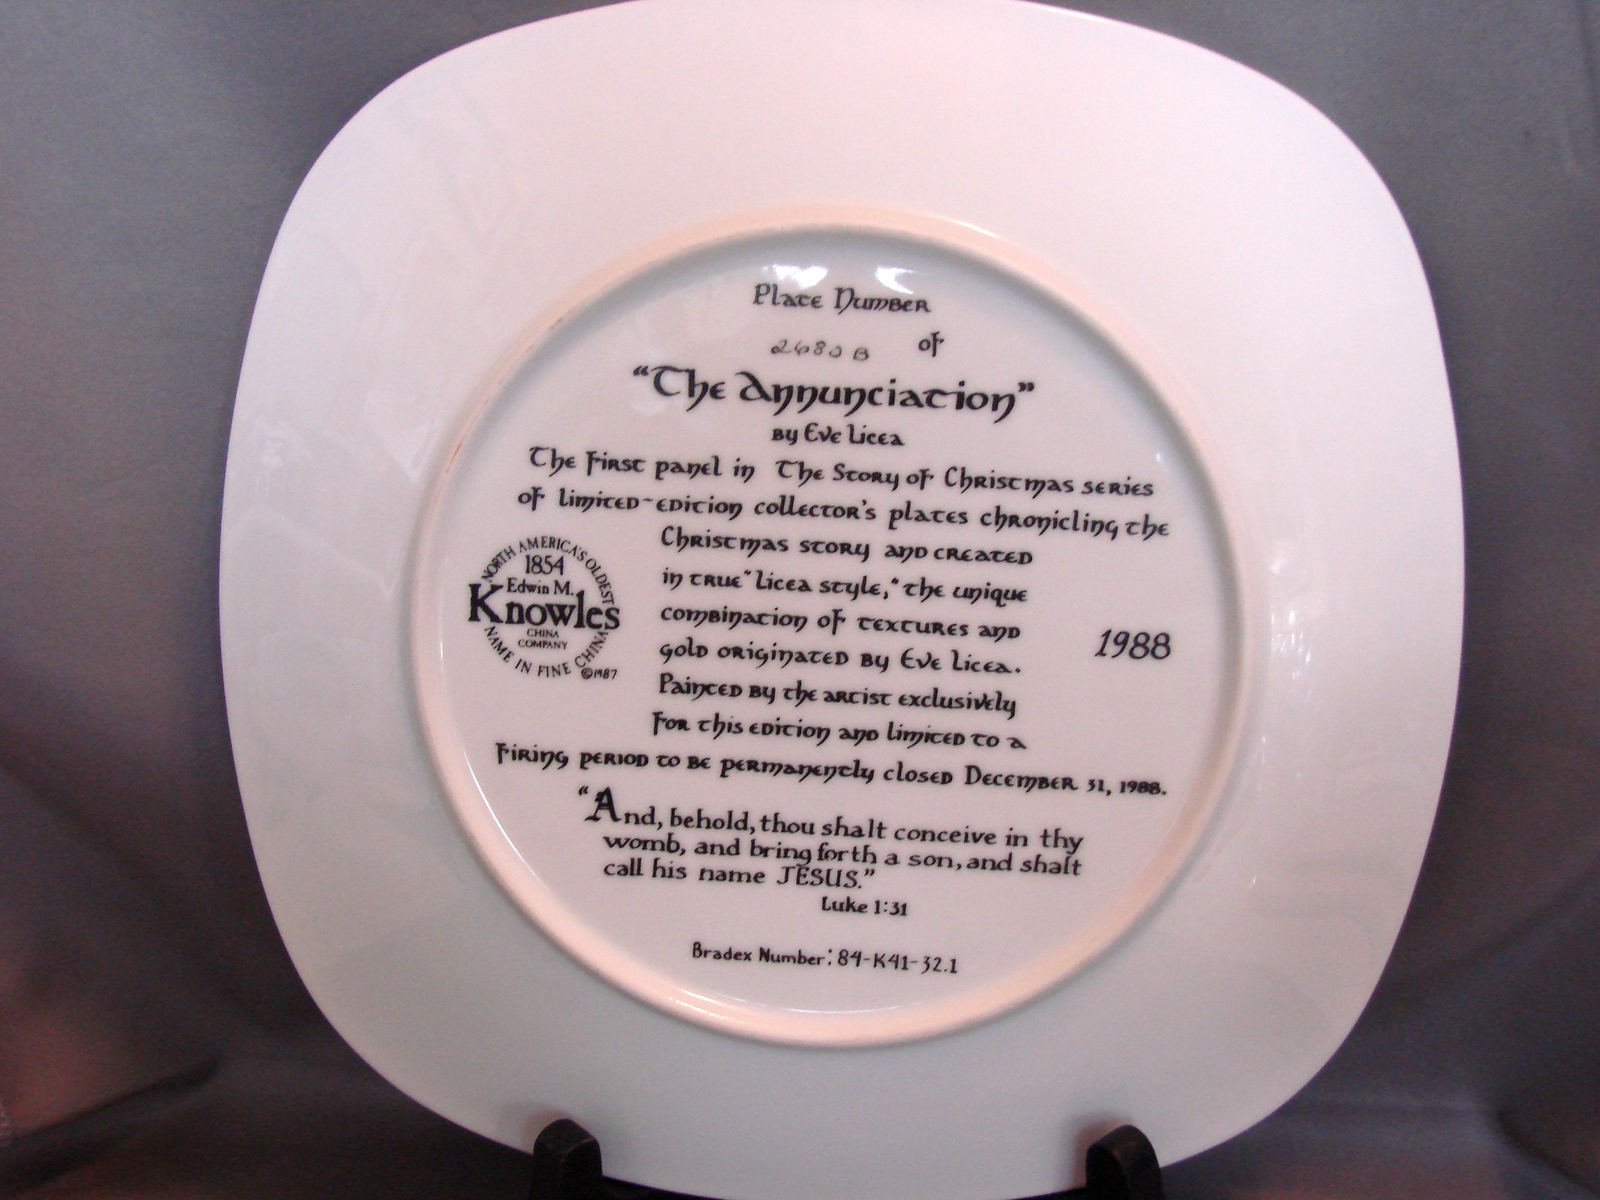 Plate Number
2680 B of
"The Annunciation"
by Eve Licea
The first panel in The Story of Christmas series
of limited-edition collector's plates chronicling the
Christmas story and created
in true "Licea style," the unique
combination of textures and
gold originated by Eve Licea.
Painted by the artist exclusively
for this edition and limited to a
firing period to be permanently closed December 31, 1988.
NORTH AMERICA'S OLDEST
1854
Edwin M.
Knowles
CHINA
COMPANY
NAME IN FINE CHINA
©1987
1988
"And, behold, thou shalt conceive in thy
womb, and bring forth a son, and shalt
call his name JESUS."
Luke 1:31
Bradex Number: 84-K41-32.1